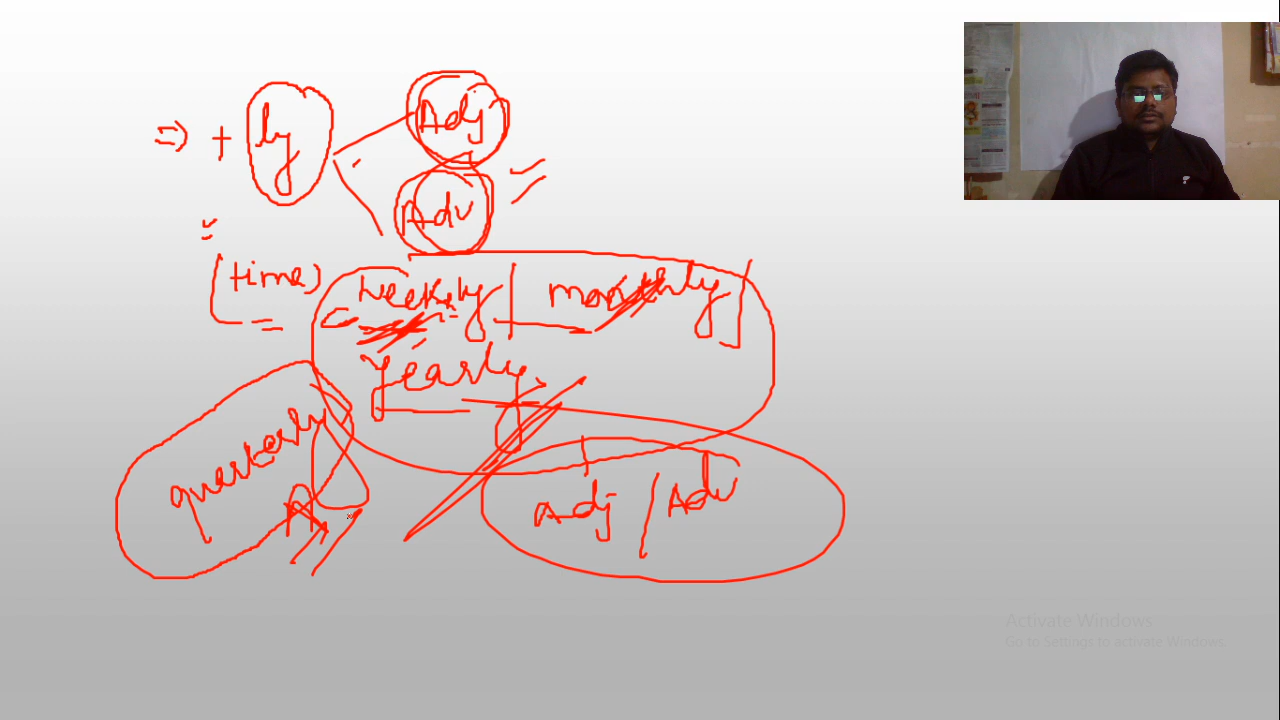 => + ly Adj
Adv
(time) weekly | monthly |
yearly
quarterly
A
Adj / Adv
Activate Windows
Go to Settings to activate Windows.